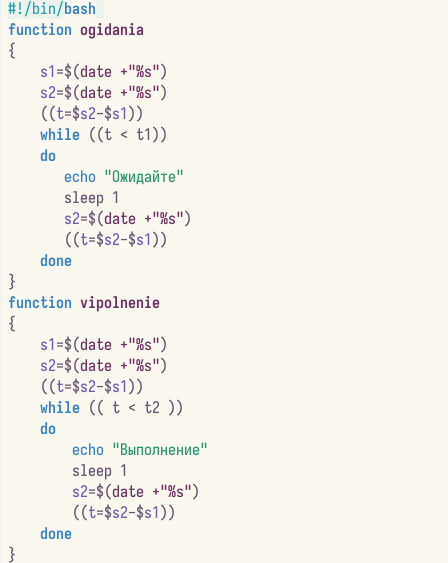 #!/bin/bash
function ogidania
{
    s1=$(date +"%s")
    s2=$(date +"%s")
    ((t=$s2-$s1))
    while ((t < t1))
    do
       echo "Ожидайте"
       sleep 1
       s2=$(date +"%s")
       ((t=$s2-$s1))
    done
}
function vipolnenie
{
    s1=$(date +"%s")
    s2=$(date +"%s")
    ((t=$s2-$s1))
    while (( t < t2 ))
    do
        echo "Выполнение"
        sleep 1
        s2=$(date +"%s")
        ((t=$s2-$s1))
    done
}